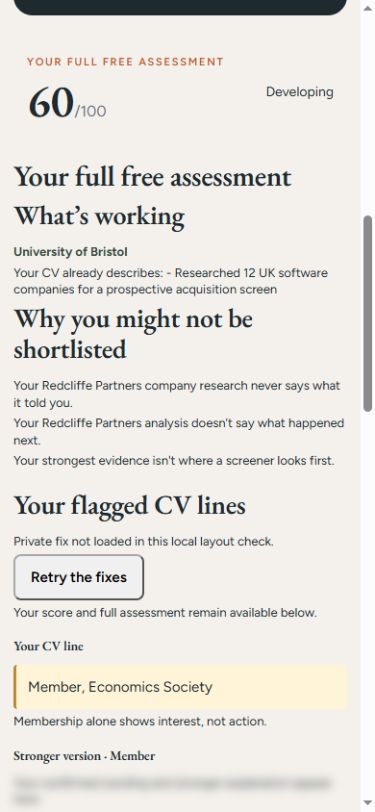 YOUR FULL FREE ASSESSMENT
60/100
Developing
Your full free assessment
What's working
University of Bristol
Your CV already describes: - Researched 12 UK software
companies for a prospective acquisition screen
Why you might not be
shortlisted
Your Redcliffe Partners company research never says what
it told you.
Your Redcliffe Partners analysis doesn't say what happened
next.
Your strongest evidence isn't where a screener looks first.
Your flagged CV lines
Private fix not loaded in this local layout check.
Retry the fixes
Your score and full assessment remain available below.
Your CV line
Member, Economics Society
Membership alone shows interest, not action.
Stronger version · Member